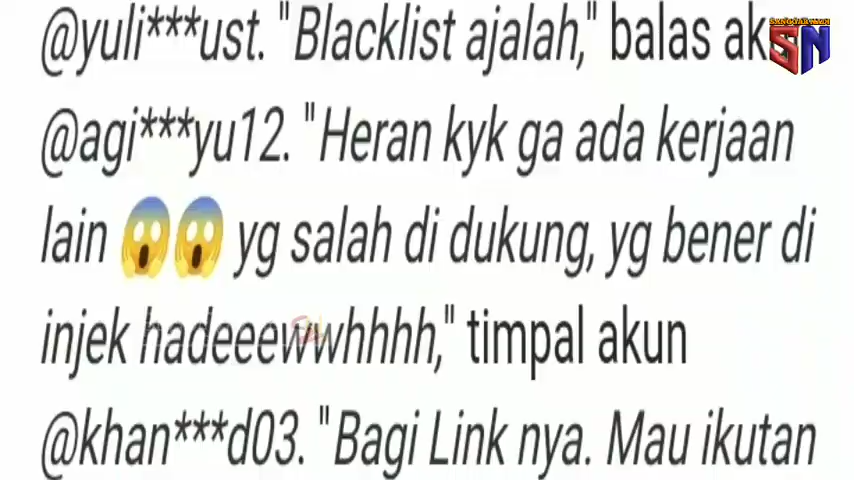 @yuli***ust. "Blacklist ajalah," balas ak
@agi***yu12. "Heran kyk ga ada kerjaan
lain 😱😱 yg salah di dukung, yg bener di
injek hadeeewwhhhh," timpal akun
@khan***d03. "Bagi Link nya. Mau ikutan
SN